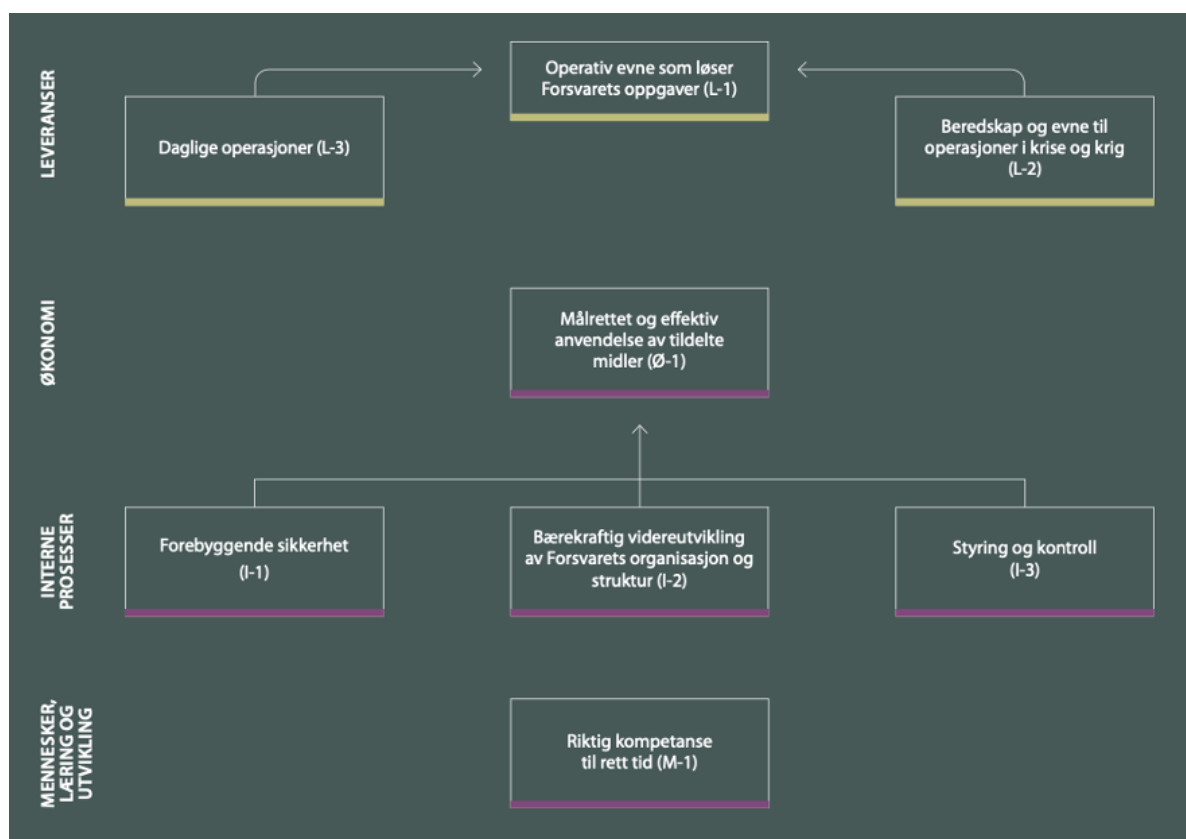 LEVERANSER
Operativ evne som løser
Forsvarets oppgaver (L-1)
Daglige operasjoner (L-3)
Beredskap og evne til
operasjoner i krise og krig
(L-2)
ØKONOMI
Målrettet og effektiv
anvendelse av tildelte
midler (Ø-1)
INTERNE
PROSESSER
Forebyggende sikkerhet
(I-1)
Bærekraftig videreutvikling
av Forsvarets organisasjon og
struktur (I-2)
Styring og kontroll
(I-3)
MENNESKER,
LÆRING OG
UTVIKLING
Riktig kompetanse
til rett tid (M-1)